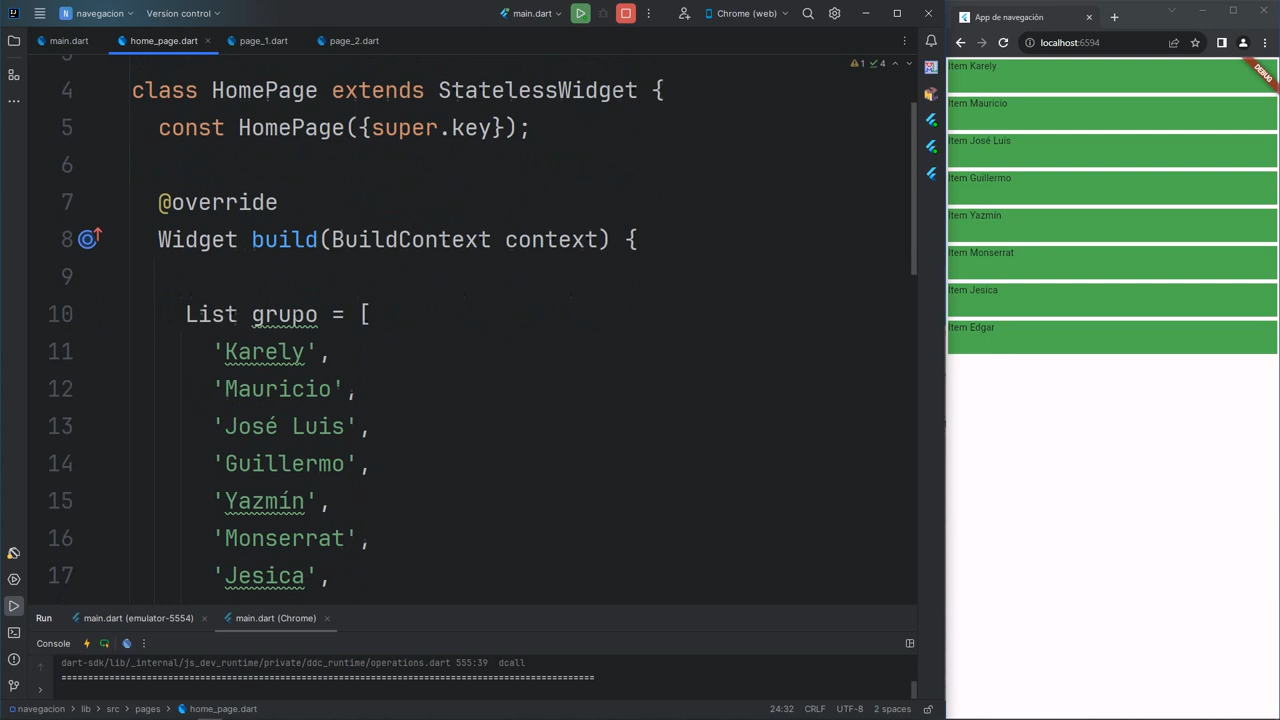 navegacion
Version control
main.dart
Chrome (web)
main.dart
home_page.dart
page_1.dart
page_2.dart
1
4
4
class HomePage extends StatelessWidget {
5
const HomePage({super.key});
6
7
@override
8
Widget build(BuildContext context) {
9
10
List grupo = [
11
'Karely',
12
'Mauricio',
13
'José Luis',
14
'Guillermo',
15
'Yazmín',
16
'Monserrat',
17
'Jesica',
Run
main.dart (emulator-5554)
main.dart (Chrome)
Console
dart-sdk/lib/_internal/js_dev_runtime/private/ddc_runtime/operations.dart 555:39 dcall
====================================================================================================
navegacion > lib > src > pages > home_page.dart
24:32 CRLF UTF-8 2 spaces
App de navegación
localhost:6594
DEBUG
Item Karely
Item Mauricio
Item José Luis
Item Guillermo
Item Yazmín
Item Monserrat
Item Jesica
Item Edgar